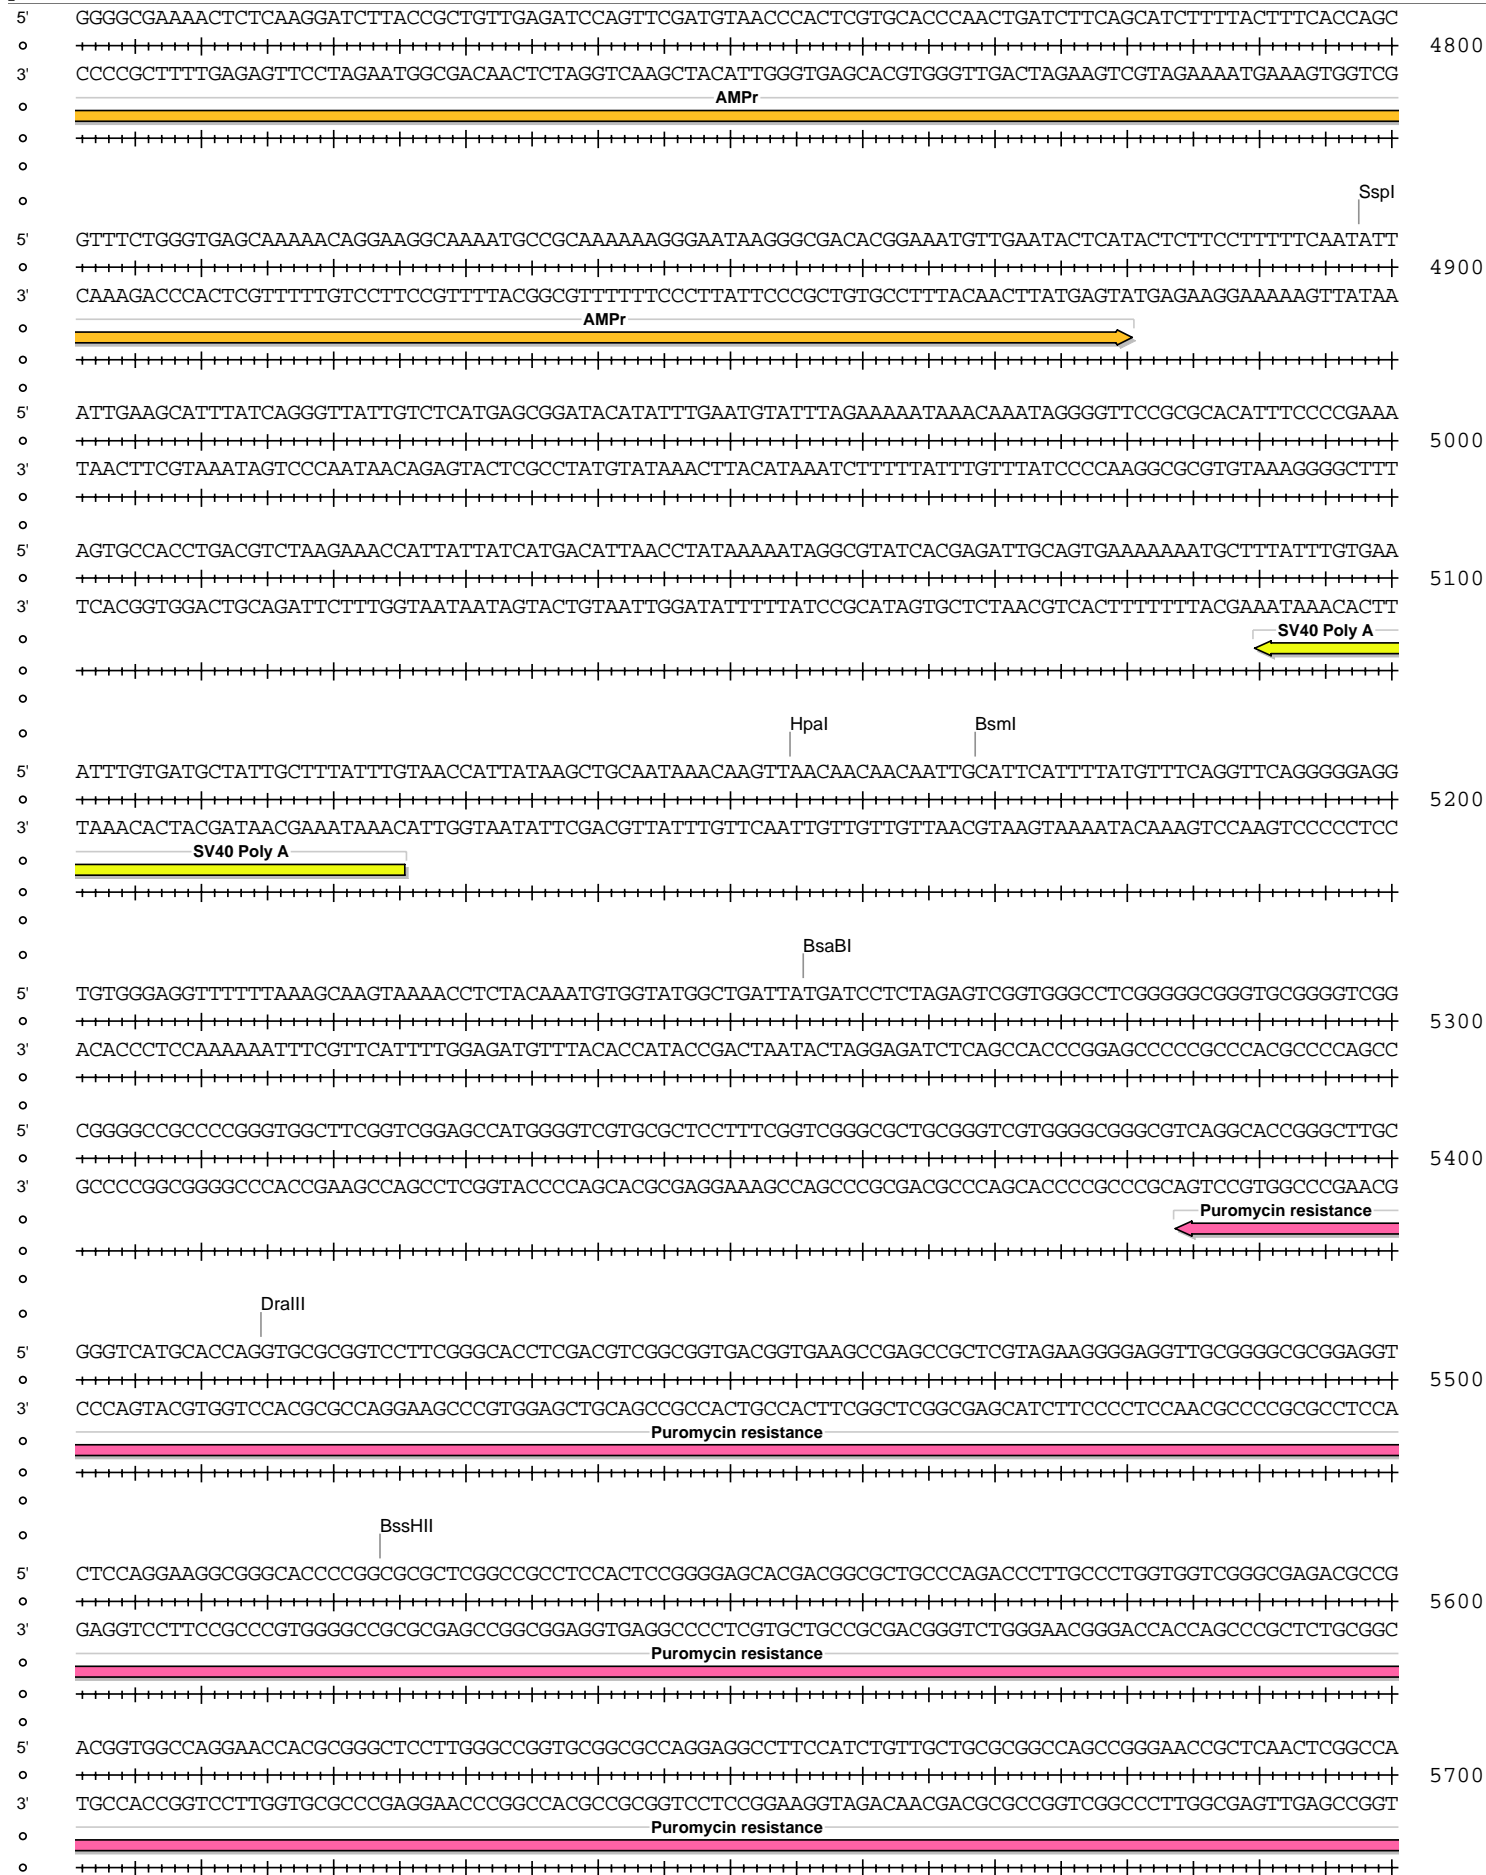 5' GGGGCGAAAACTCTCAAGGATCTTACCGCTGTTGAGATCCAGTTCGATGTAACCCACTCGTGCACCCAACTGATCTTCAGCATCTTTTACTTTCACCAGC
4800
3' CCCCGCTTTTGAGAGTTCCTAGAATGGCGACAACTCTAGGTCAAGCTACATTGGGTGAGCACGTGGGTTGACTAGAAGTCGTAGAAAATGAAAGTGGTCG
AMPr
SspI
5' GTTTCTGGGTGAGCAAAAACAGGAAGGCAAAATGCCGCAAAAAAGGGAATAAGGGCGACACGGAAATGTTGAATACTCATACTCTTCCTTTTTCAATATT
4900
3' CAAAGACCCACTCGTTTTTGTCCTTCCGTTTTACGGCGTTTTTTCCCTTATTCCCGCTGTGCCTTTACAACTTATGAGTATGAGAAGGAAAAAGTTATAA
AMPr
5' ATTGAAGCATTTATCAGGGTTATTGTCTCATGAGCGGATACATATTTGAATGTATTTAGAAAAATAAACAAATAGGGGTTCCGCGCACATTTCCCCGAAA
5000
3' TAACTTCGTAAATAGTCCCAATAACAGAGTACTCGCCTATGTATAAACTTACATAAATCTTTTTATTTGTTTATCCCCAAGGCGCGTGTAAAGGGGCTTT
5' AGTGCCACCTGACGTCTAAGAAACCATTATTATCATGACATTAACCTATAAAAATAGGCGTATCACGAGATTGCAGTGAAAAAAATGCTTTATTTGTGAA
5100
3' TCACGGTGGACTGCAGATTCTTTGGTAATAATAGTACTGTAATTGGATATTTTTATCCGCATAGTGCTCTAACGTCACTTTTTTTACGAAATAAACACTT
SV40 Poly A
HpaI BsmI
5' ATTTGTGATGCTATTGCTTTATTTGTAACCATTATAAGCTGCAATAAACAAGTTAACAACAACAATTGCATTCATTTTATGTTTCAGGTTCAGGGGGAGG
5200
3' TAAACACTACGATAACGAAATAAACATTGGTAATATTCGACGTTATTTGTTCAATTGTTGTTGTTAACGTAAGTAAAATACAAAGTCCAAGTCCCCCTCC
SV40 Poly A
BsaBI
5' TGTGGGAGGTTTTTTAAAGCAAGTAAAACCTCTACAAATGTGGTATGGCTGATTATGATCCTCTAGAGTCGGTGGGCCTCGGGGGCGGGTGCGGGGTCGG
5300
3' ACACCCTCCAAAAAATTTCGTTCATTTTGGAGATGTTTACACCATACCGACTAATACTAGGAGATCTCAGCCACCCGGAGCCCCCGCCCACGCCCCAGCC
5' CGGGGCCGCCCCGGGTGGCTTCGGTCGGAGCCATGGGGTCGTGCGCTCCTTTCGGTCGGGCGCTGCGGGTCGTGGGGCGGGCGTCAGGCACCGGGCTTGC
5400
3' GCCCCGGCGGGGCCCACCGAAGCCAGCCTCGGTACCCCAGCACGCGAGGAAAGCCAGCCCGCGACGCCCAGCACCCCGCCCGCAGTCCGTGGCCCGAACG
Puromycin resistance
DraIII
5' GGGTCATGCACCAGGTGCGCGGTCCTTCGGGCACCTCGACGTCGGCGGTGACGGTGAAGCCGAGCCGCTCGTAGAAGGGGAGGTTGCGGGGCGCGGAGGT
5500
3' CCCAGTACGTGGTCCACGCGCCAGGAAGCCCGTGGAGCTGCAGCCGCCACTGCCACTTCGGCTCGGCGAGCATCTTCCCCTCCAACGCCCCGCGCCTCCA
Puromycin resistance
BssHII
5' CTCCAGGAAGGCGGGCACCCCGGCGCGCTCGGCCGCCTCCACTCCGGGGAGCACGACGGCGCTGCCCAGACCCTTGCCCTGGTGGTCGGGCGAGACGCCG
5600
3' GAGGTCCTTCCGCCCGTGGGGCCGCGCGAGCCGGCGGAGGTGAGGCCCCTCGTGCTGCCGCGACGGGTCTGGGAACGGGACCACCAGCCCGCTCTGCGGC
Puromycin resistance
5' ACGGTGGCCAGGAACCACGCGGGCTCCTTGGGCCGGTGCGGCGCCAGGAGGCCTTCCATCTGTTGCTGCGCGGCCAGCCGGGAACCGCTCAACTCGGCCA
5700
3' TGCCACCGGTCCTTGGTGCGCCCGAGGAACCCGGCCACGCCGCGGTCCTCCGGAAGGTAGACAACGACGCGCCGGTCGGCCCTTGGCGAGTTGAGCCGGT
Puromycin resistance